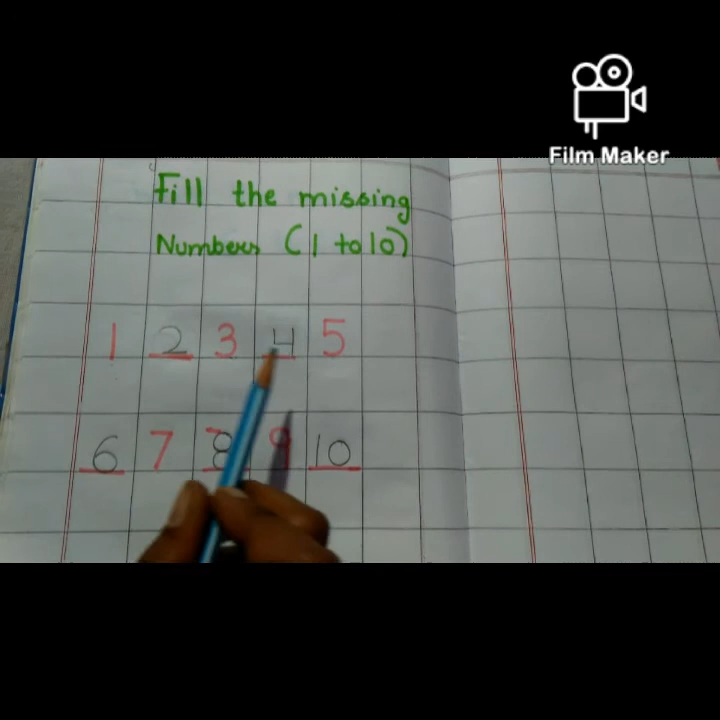 Film Maker
Fill the missing
Numbers (1 to 10)
1 2 3 4 5
6 7 8 9 10